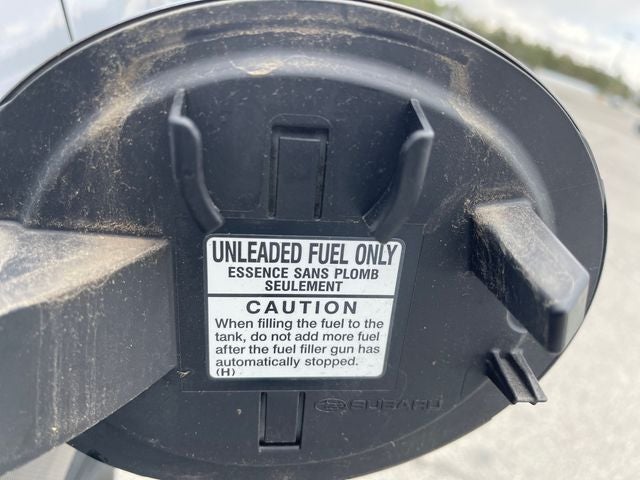 UNLEADED FUEL ONLY
ESSENCE SANS PLOMB
SEULEMENT
CAUTION
When filling the fuel to the
tank, do not add more fuel
after the fuel filler gun has
automatically stopped.
(H)
SUBARU